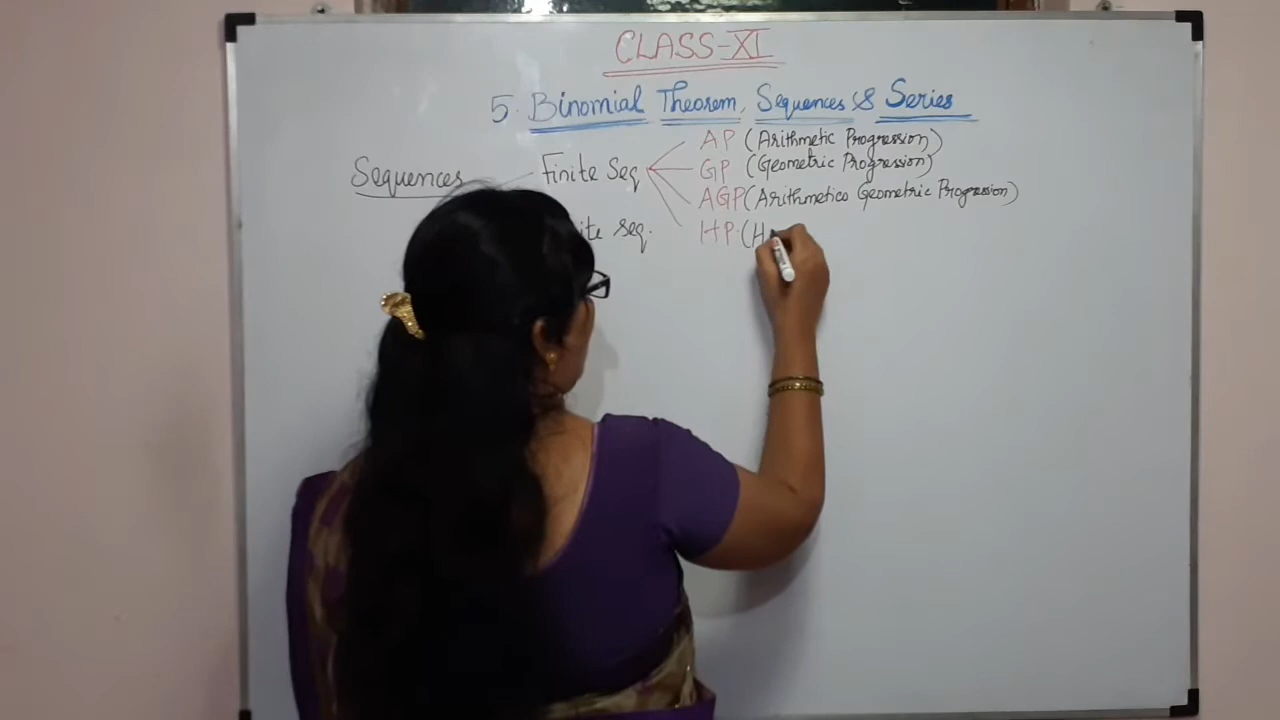 CLASS-XI
5. Binomial Theorem, Sequences & Series
AP (Arithmetic Progression)
Sequences Finite Seq GP (Geometric Progression)
AGP (Arithmetico Geometric Progression)
seq. HP. (H